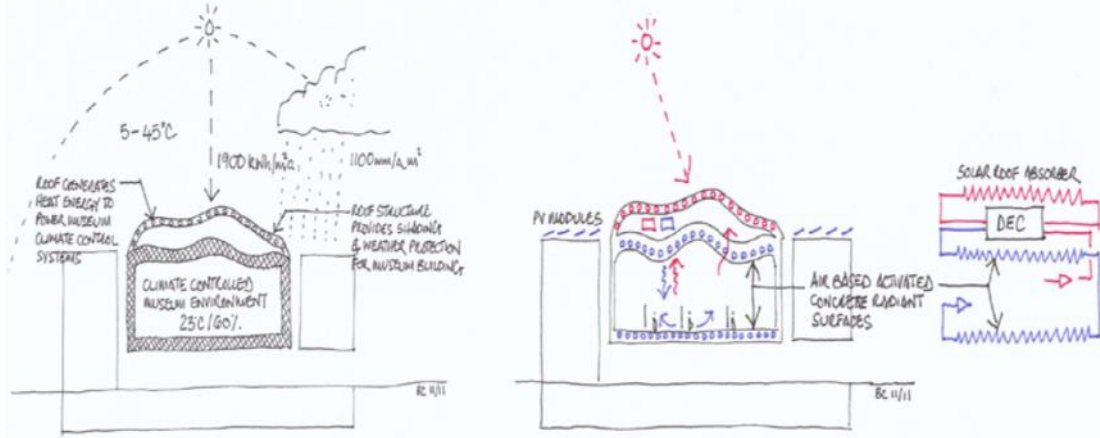 5-45°C
1900 kWh/m²a
1100mm/a m²
ROOF GENERATES
HEAT ENERGY TO
POWER MUSEUM
CLIMATE CONTROL
SYSTEMS
ROOF STRUCTURE
PROVIDES SHADING
& WEATHER PROTECTION
FOR MUSEUM BUILDING
CLIMATE CONTROLLED
MUSEUM ENVIRONMENT
23°C/60%.
BC 11/11
PV MODULES
AIR BASED ACTIVATED
CONCRETE RADIANT
SURFACES
BC 11/11
SOLAR ROOF ABSORBER
DEC